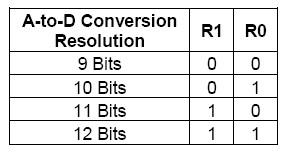 A-to-D Conversion Resolution R1 R0
9 Bits 0 0
10 Bits 0 1
11 Bits 1 0
12 Bits 1 1